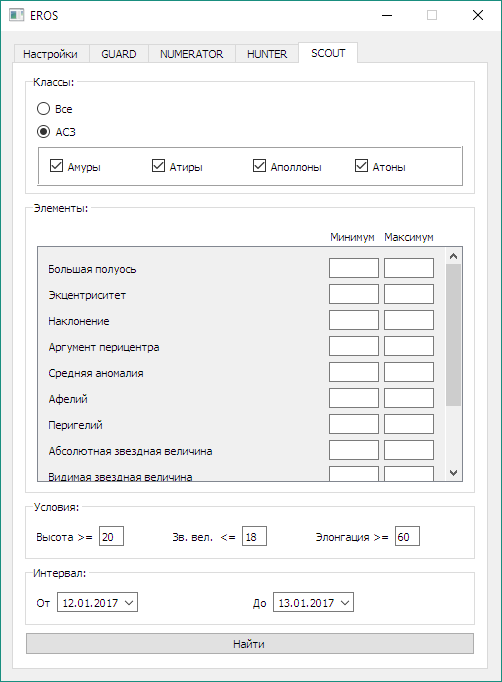 EROS
Настройки GUARD NUMERATOR HUNTER SCOUT
Классы:
Все
АСЗ
Амуры Атиры Аполлоны Атоны
Элементы:
Минимум Максимум
Большая полуось
Эксцентриситет
Наклонение
Аргумент перицентра
Средняя аномалия
Афелий
Перигелий
Абсолютная звездная величина
Видимая звездная величина
Условия:
Высота >= 20 Зв. вел. <= 18 Элонгация >= 60
Интервал:
От 12.01.2017 До 13.01.2017
Найти